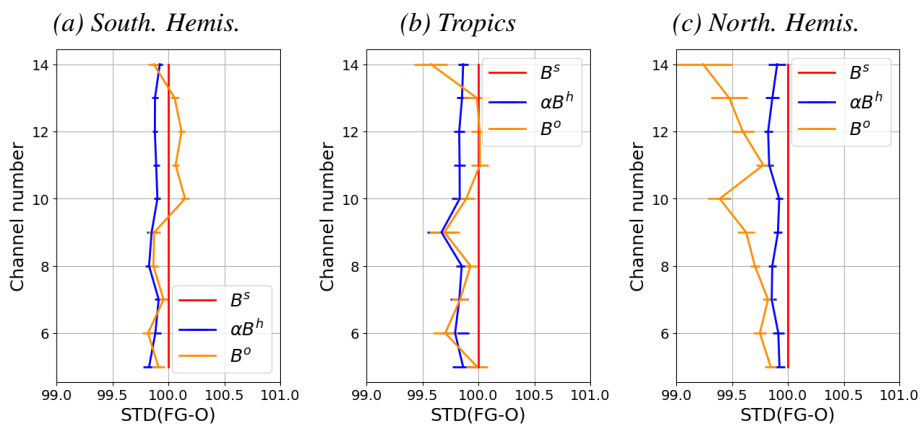 (a) South. Hemis.
(b) Tropics
(c) North. Hemis.
Channel number
14
12
10
8
6
B^s
αB^h
B^o
99.0 99.5 100.0 100.5 101.0
STD(FG-O)
Channel number
14
12
10
8
6
B^s
αB^h
B^o
99.0 99.5 100.0 100.5 101.0
STD(FG-O)
Channel number
14
12
10
8
6
B^s
αB^h
B^o
99.0 99.5 100.0 100.5 101.0
STD(FG-O)